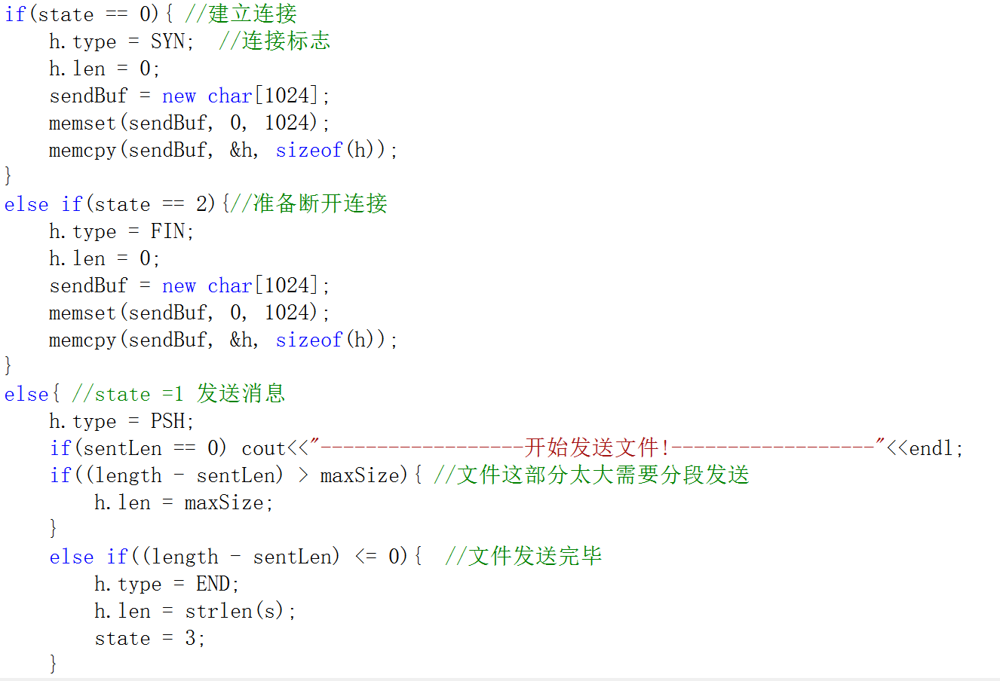 if(state == 0){ //建立连接
    h.type = SYN;  //连接标志
    h.len = 0;
    sendBuf = new char[1024];
    memset(sendBuf, 0, 1024);
    memcpy(sendBuf, &h, sizeof(h));
}
else if(state == 2){//准备断开连接
    h.type = FIN;
    h.len = 0;
    sendBuf = new char[1024];
    memset(sendBuf, 0, 1024);
    memcpy(sendBuf, &h, sizeof(h));
}
else{ //state =1 发送消息
    h.type = PSH;
    if(sentLen == 0) cout<<"------------------开始发送文件!------------------"<<endl;
    if((length - sentLen) > maxSize){ //文件这部分太大需要分段发送
        h.len = maxSize;
    }
    else if((length - sentLen) <= 0){  //文件发送完毕
        h.type = END;
        h.len = strlen(s);
        state = 3;
    }